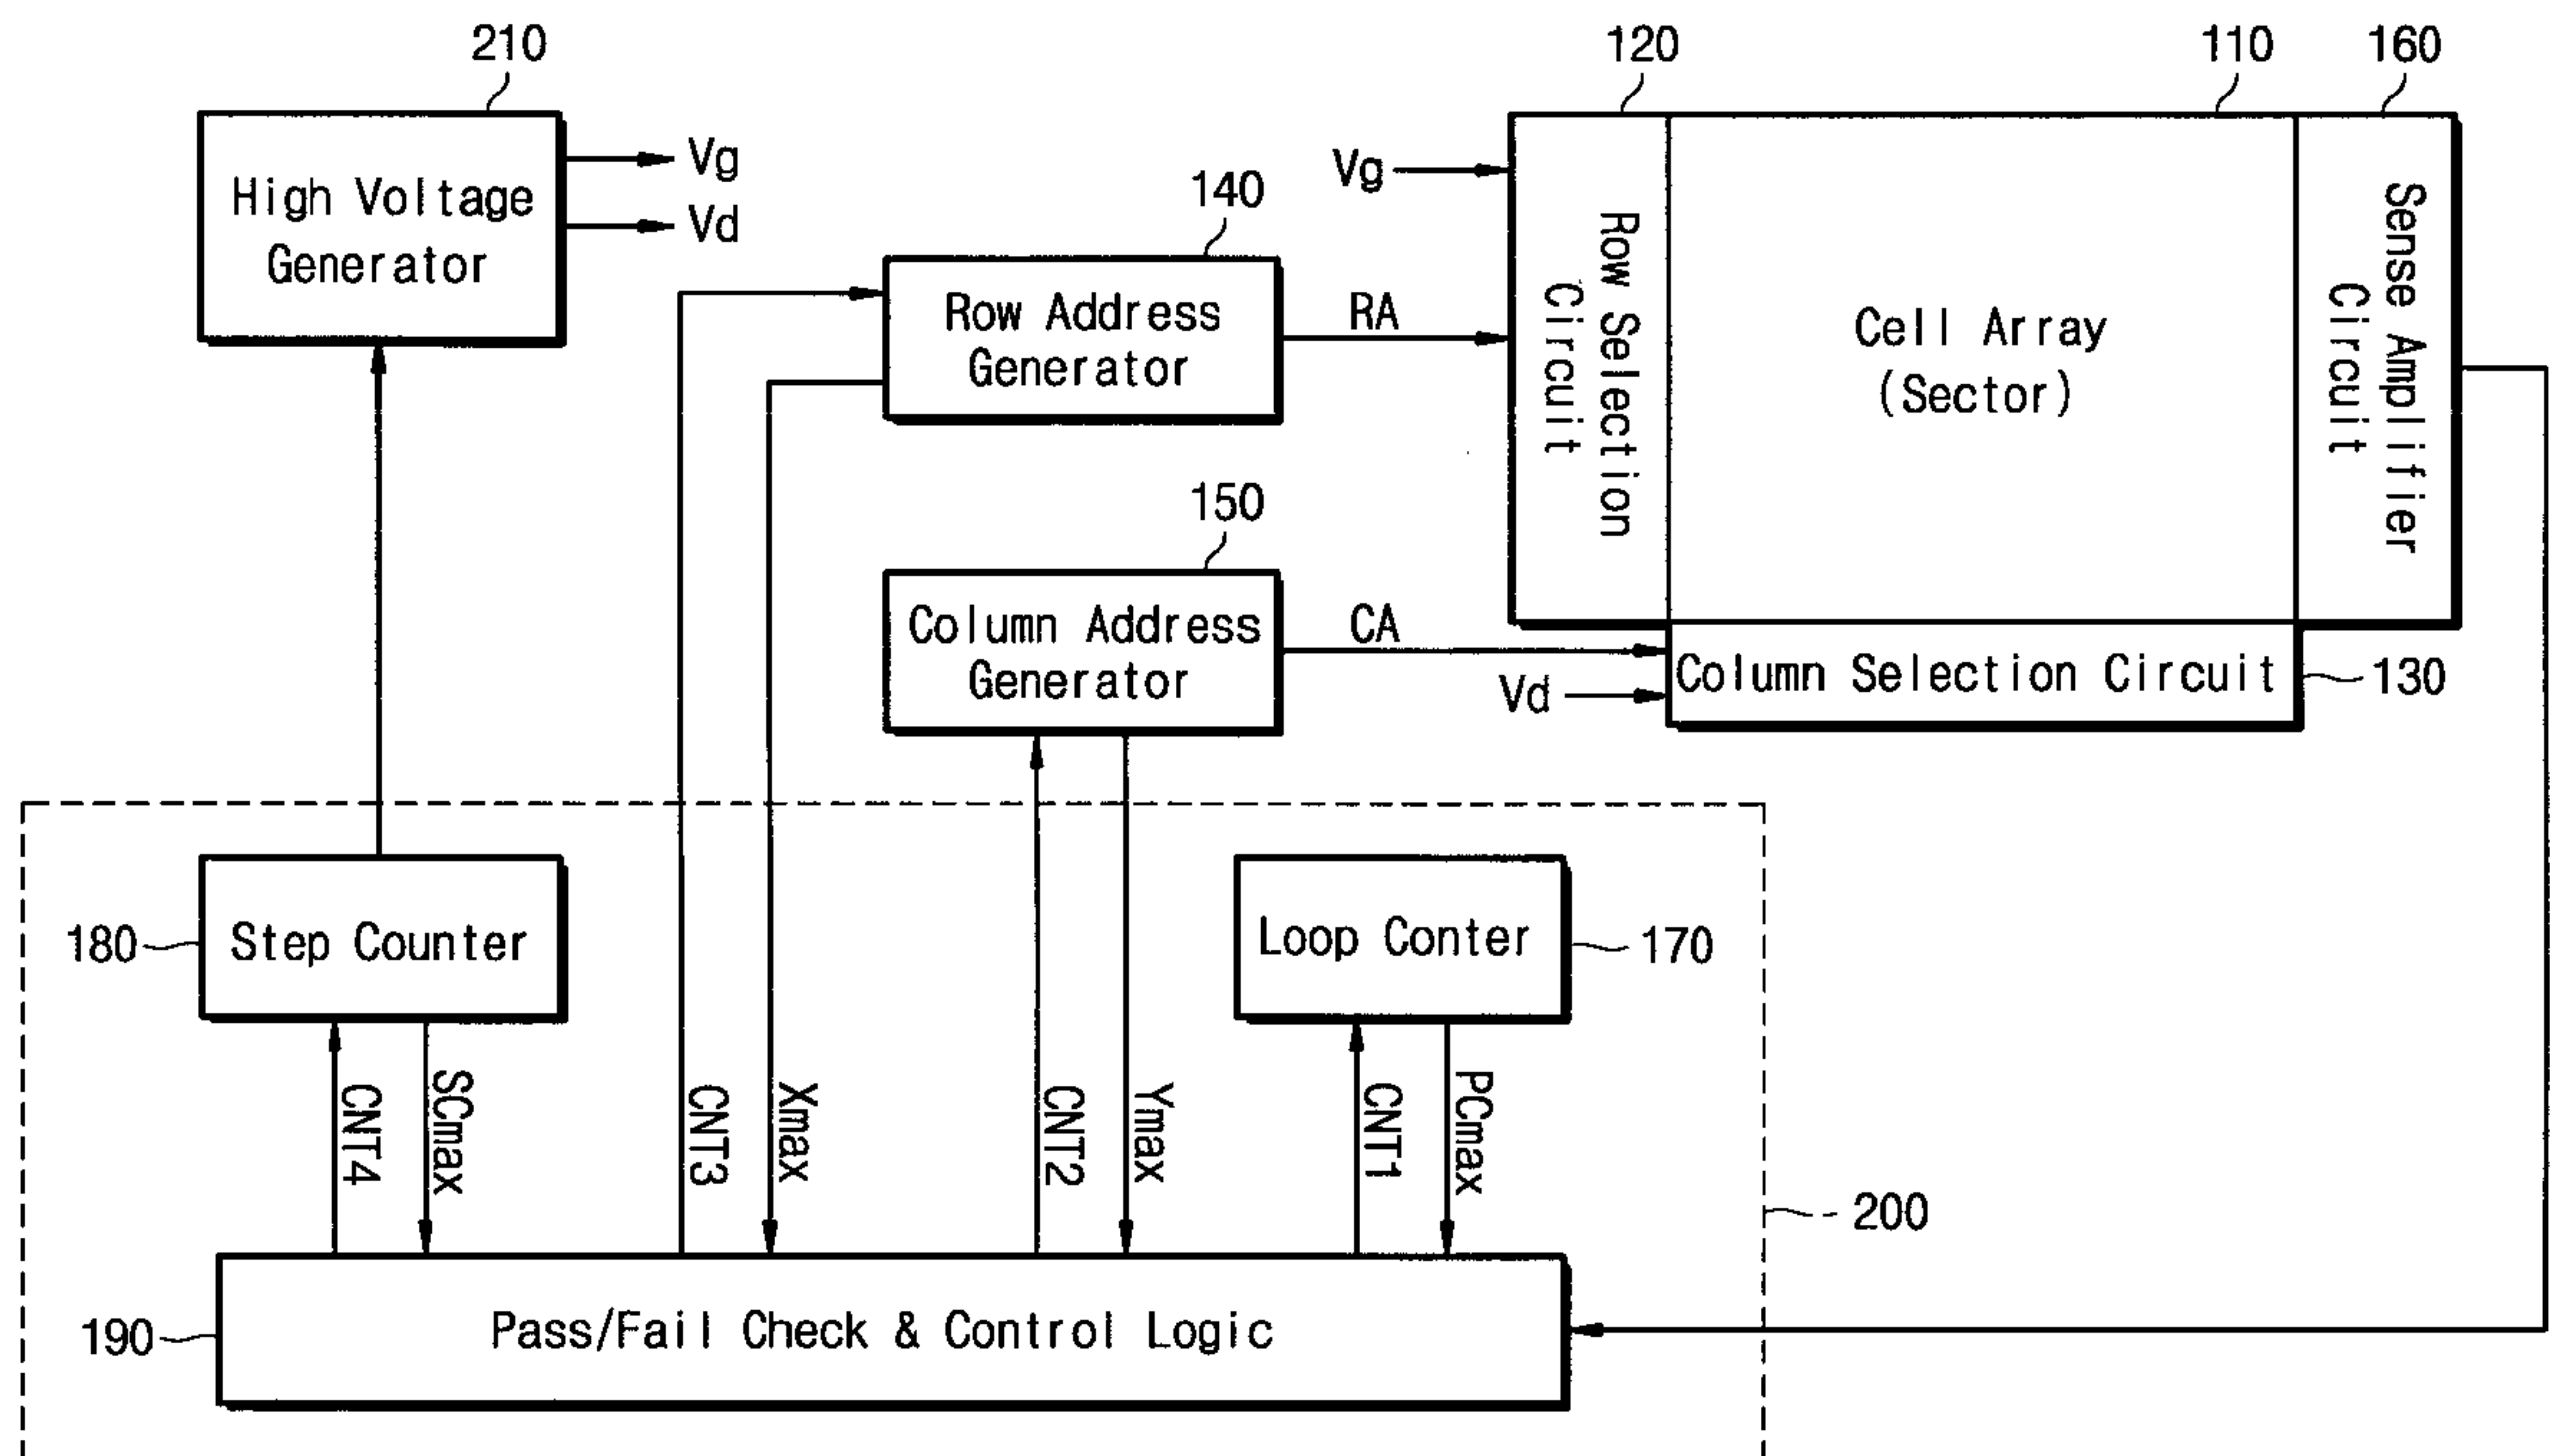 210
120
110
160
High Voltage
Generator
Vg
Vd
Vg
140
Row Address
Generator
RA
Row Selection
Circuit
Cell Array
(Sector)
Sense Amplifier
Circuit
150
Column Address
Generator
CA
Vd
Column Selection Circuit
130
180
Step Counter
Loop Conter
170
CNT4
SCmax
CNT3
Xmax
CNT2
Ymax
CNT1
PCmax
200
190
Pass/Fail Check & Control Logic